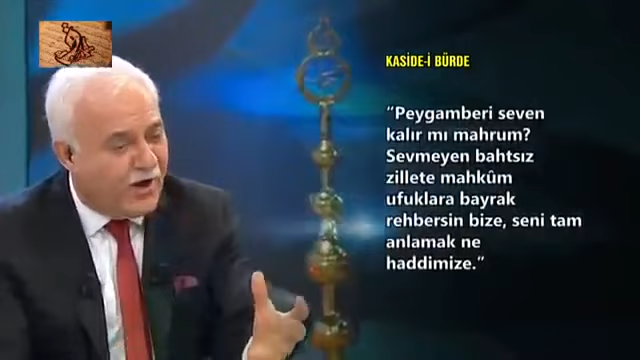 KASİDE-İ BÜRDE
“Peygamberi seven
kalır mı mahrum?
Sevmeyen bahtsız
zillete mahkûm
ufuklara bayrak
rehbersin bize, seni tam
anlamak ne
haddimize.”